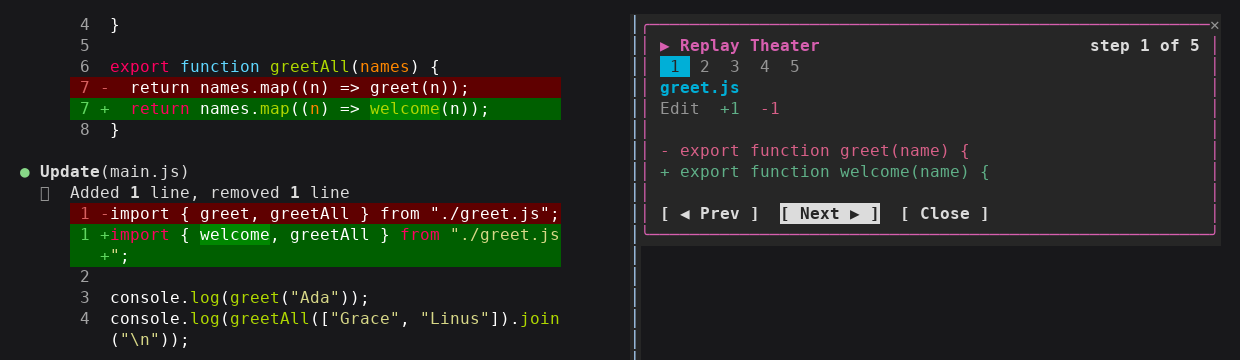 4 }
5
6 export function greetAll(names) {
7 - return names.map((n) => greet(n));
7 + return names.map((n) => welcome(n));
8 }
● Update(main.js)
Added 1 line, removed 1 line
1 -import { greet, greetAll } from "./greet.js";
1 +import { welcome, greetAll } from "./greet.js
+";
2
3 console.log(greet("Ada"));
4 console.log(greetAll(["Grace", "Linus"]).join
("\n"));
×
▶ Replay Theater step 1 of 5
1 2 3 4 5
greet.js
Edit +1 -1
- export function greet(name) {
+ export function welcome(name) {
[ ◀ Prev ] [ Next ▶ ] [ Close ]